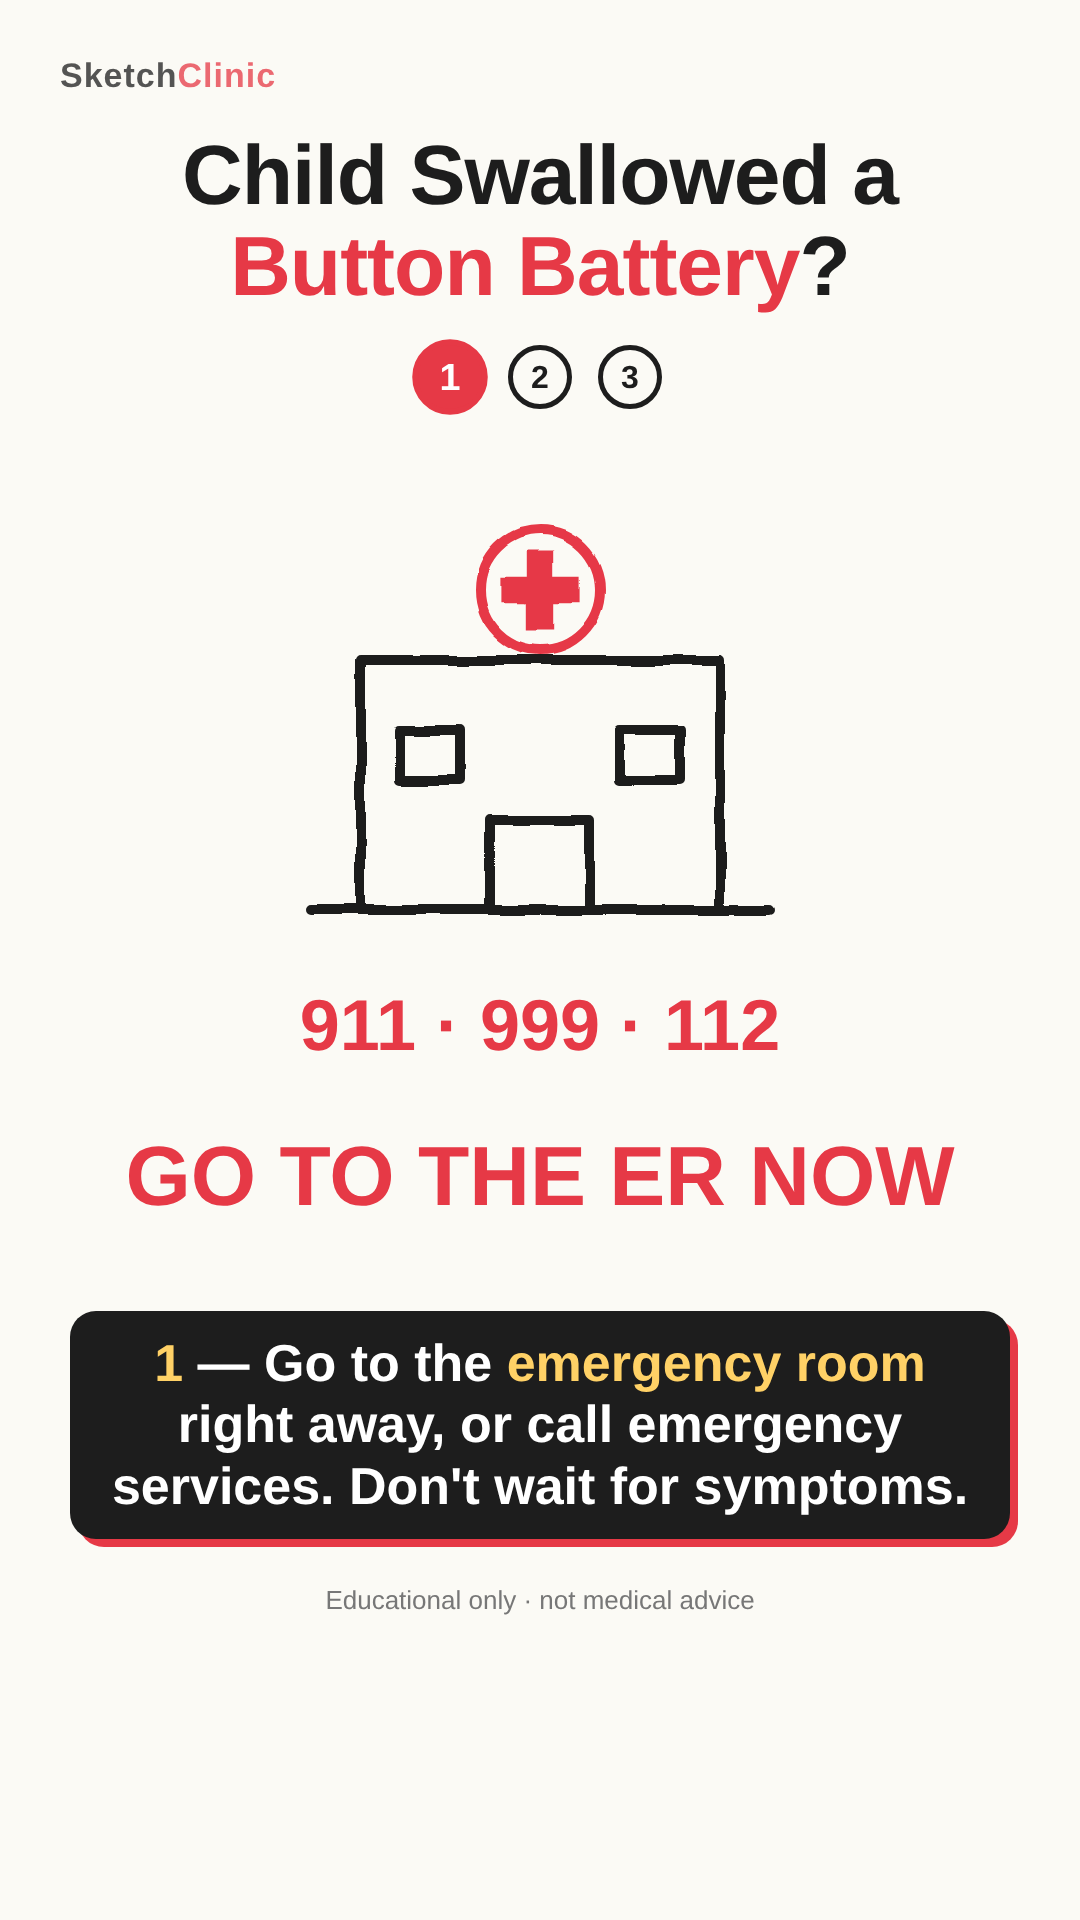 SketchClinic
Child Swallowed a
Button Battery?
1 2 3
911 · 999 · 112
GO TO THE ER NOW
1 — Go to the emergency room
right away, or call emergency
services. Don't wait for symptoms.
Educational only · not medical advice